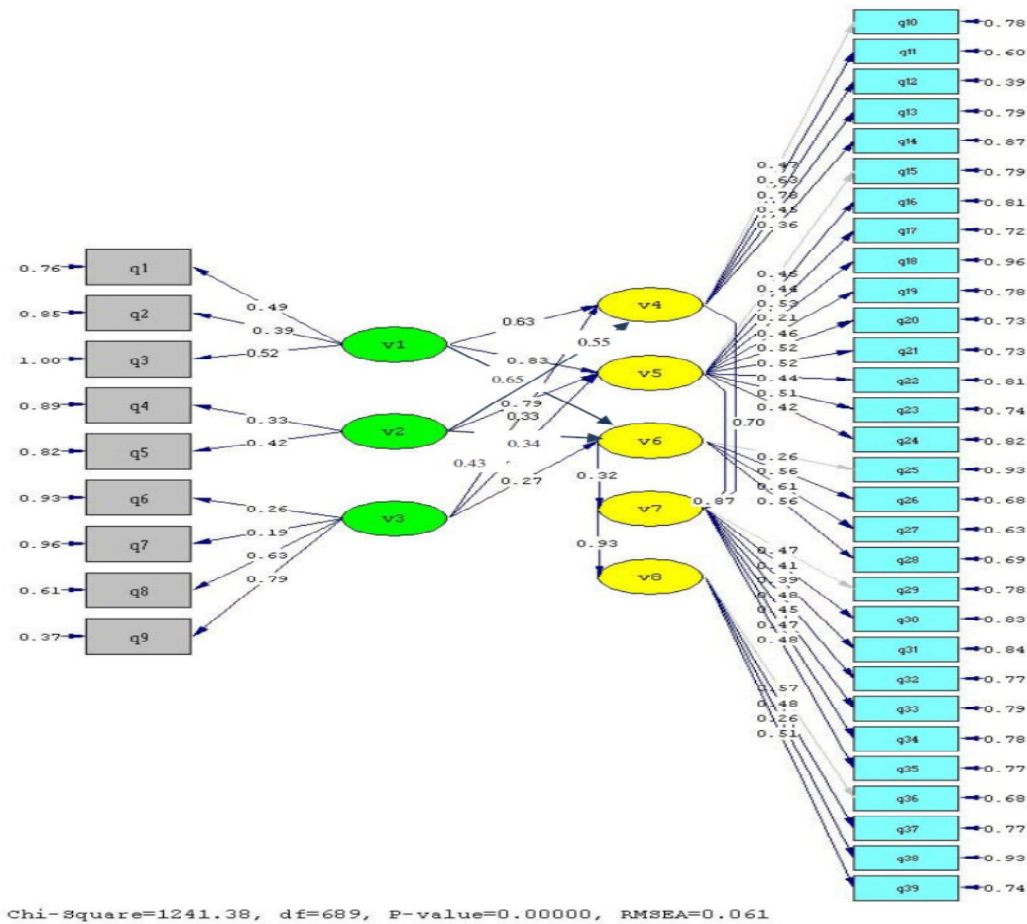 q10 0.78
q11 0.60
q12 0.39
q13 0.79
q14 0.87
q15 0.79
q16 0.81
q17 0.72
q18 0.96
q19 0.78
q20 0.73
q21 0.73
q22 0.81
q23 0.74
q24 0.82
q25 0.93
q26 0.68
q27 0.63
q28 0.69
q29 0.78
q30 0.83
q31 0.84
q32 0.77
q33 0.79
q34 0.78
q35 0.77
q36 0.68
q37 0.77
q38 0.93
q39 0.74
0.47
0.63
0.78
0.45
0.36
0.45
0.44
0.53
0.21
0.46
0.52
0.52
0.44
0.51
0.42
0.26
0.56
0.61
0.56
0.47
0.41
0.39
0.48
0.45
0.47
0.48
0.57
0.48
0.26
0.51
0.76 q1
0.85 q2
1.00 q3
0.89 q4
0.82 q5
0.93 q6
0.96 q7
0.61 q8
0.37 q9
0.49
0.39
0.52
0.33
0.42
0.26
0.19
0.63
0.79
v1
v2
v3
0.63
0.55
0.83
0.65
0.79
0.33
0.34
0.43
0.27
v4
v5
v6
v7
v8
0.32
0.93
0.70
0.87
Chi-Square=1241.38, df=689, P-value=0.00000, RMSEA=0.061